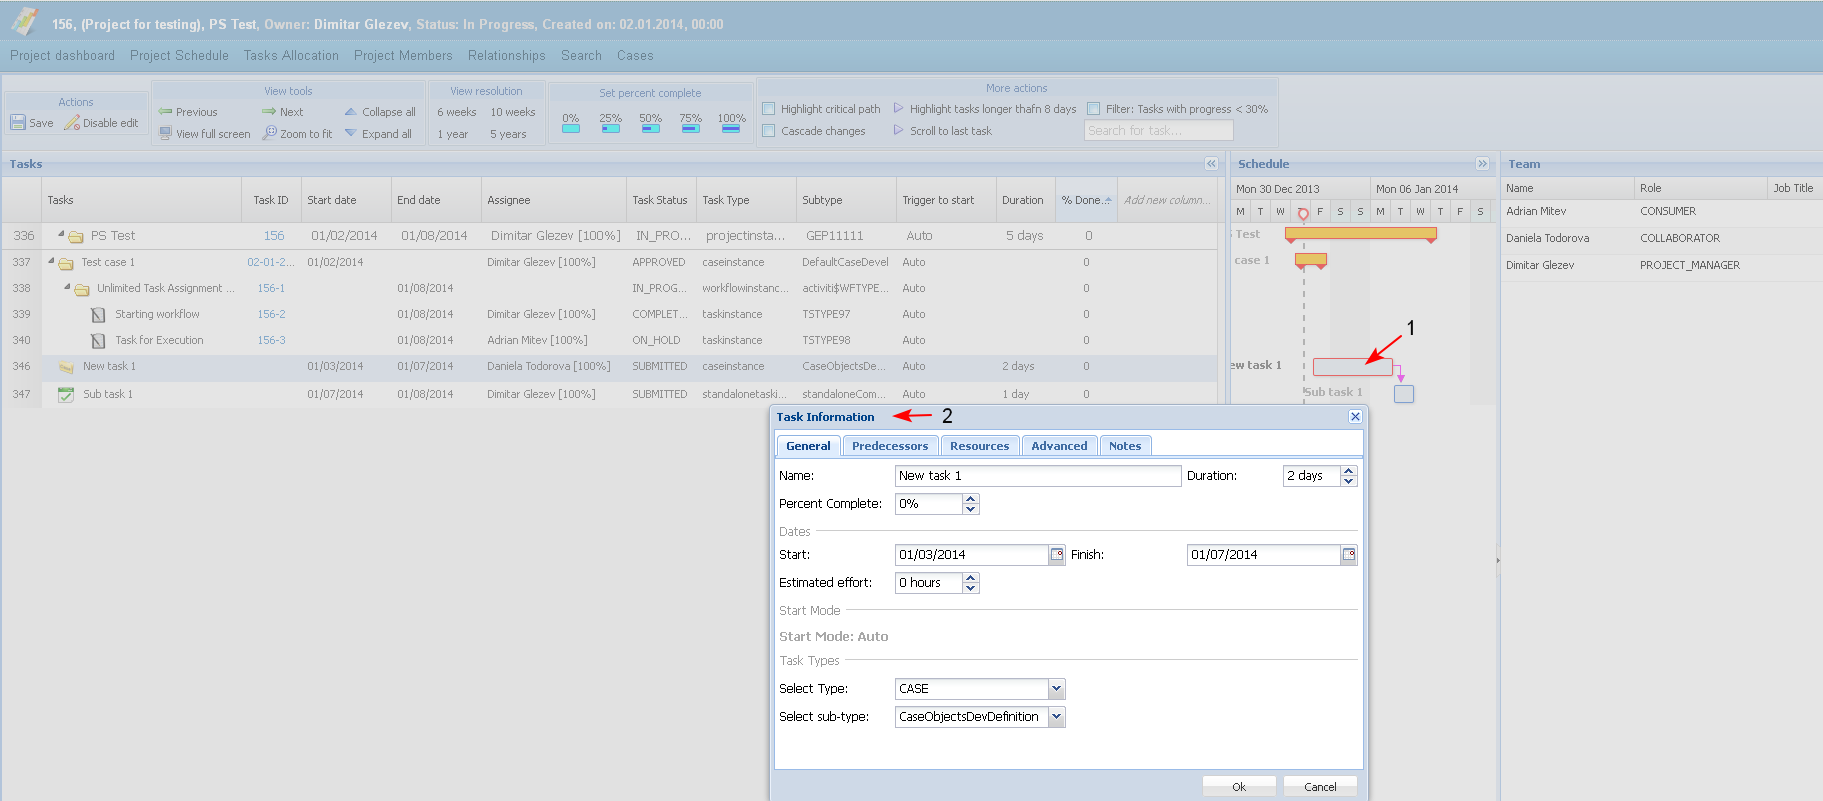 156, (Project for testing), PS Test, Owner: Dimitar Glezev, Status: In Progress, Created on: 02.01.2014, 00:00
Project dashboard Project Schedule Tasks Allocation Project Members Relationships Search Cases
Actions
Save Disable edit
View tools
Previous Next Collapse all
View full screen Zoom to fit Expand all
View resolution
6 weeks 10 weeks
1 year 5 years
Set percent complete
0% 25% 50% 75% 100%
More actions
Highlight critical path Highlight tasks longer thafn 8 days Filter: Tasks with progress < 30%
Cascade changes Scroll to last task Search for task...
Tasks
Tasks Task ID Start date End date Assignee Task Status Task Type Subtype Trigger to start Duration % Done... Add new column...
336 PS Test 156 01/02/2014 01/08/2014 Dimitar Glezev [100%] IN_PRO... projectinsta... GEP11111 Auto 5 days 0
337 Test case 1 02-01-2... 01/02/2014 Dimitar Glezev [100%] APPROVED caseinstance DefaultCaseDevel Auto 0
338 Unlimited Task Assignment ... 156-1 01/08/2014 IN_PROG... workflowinstanc... activiti$WFTYPE... Auto 0
339 Starting workflow 156-2 01/08/2014 Dimitar Glezev [100%] COMPLET... taskinstance TSTYPE97 Auto 0
340 Task for Execution 156-3 01/08/2014 Adrian Mitev [100%] ON_HOLD taskinstance TSTYPE98 Auto 0
346 New task 1 01/03/2014 01/07/2014 Daniela Todorova [100%] SUBMITTED caseinstance CaseObjectsDe... Auto 2 days 0
347 Sub task 1 01/07/2014 01/08/2014 Dimitar Glezev [100%] SUBMITTED standalonetaski... standaloneCom... Auto 1 day 0
Schedule
Mon 30 Dec 2013 Mon 06 Jan 2014
M T W T F S S M T W T F S
S Test
case 1
1
ew task 1
Sub task 1
Team
Name Role Job Title
Adrian Mitev CONSUMER
Daniela Todorova COLLABORATOR
Dimitar Glezev PROJECT_MANAGER
Task Information 2
General Predecessors Resources Advanced Notes
Name: New task 1 Duration: 2 days
Percent Complete: 0%
Dates
Start: 01/03/2014 Finish: 01/07/2014
Estimated effort: 0 hours
Start Mode
Start Mode: Auto
Task Types
Select Type: CASE
Select sub-type: CaseObjectsDevDefinition
Ok Cancel